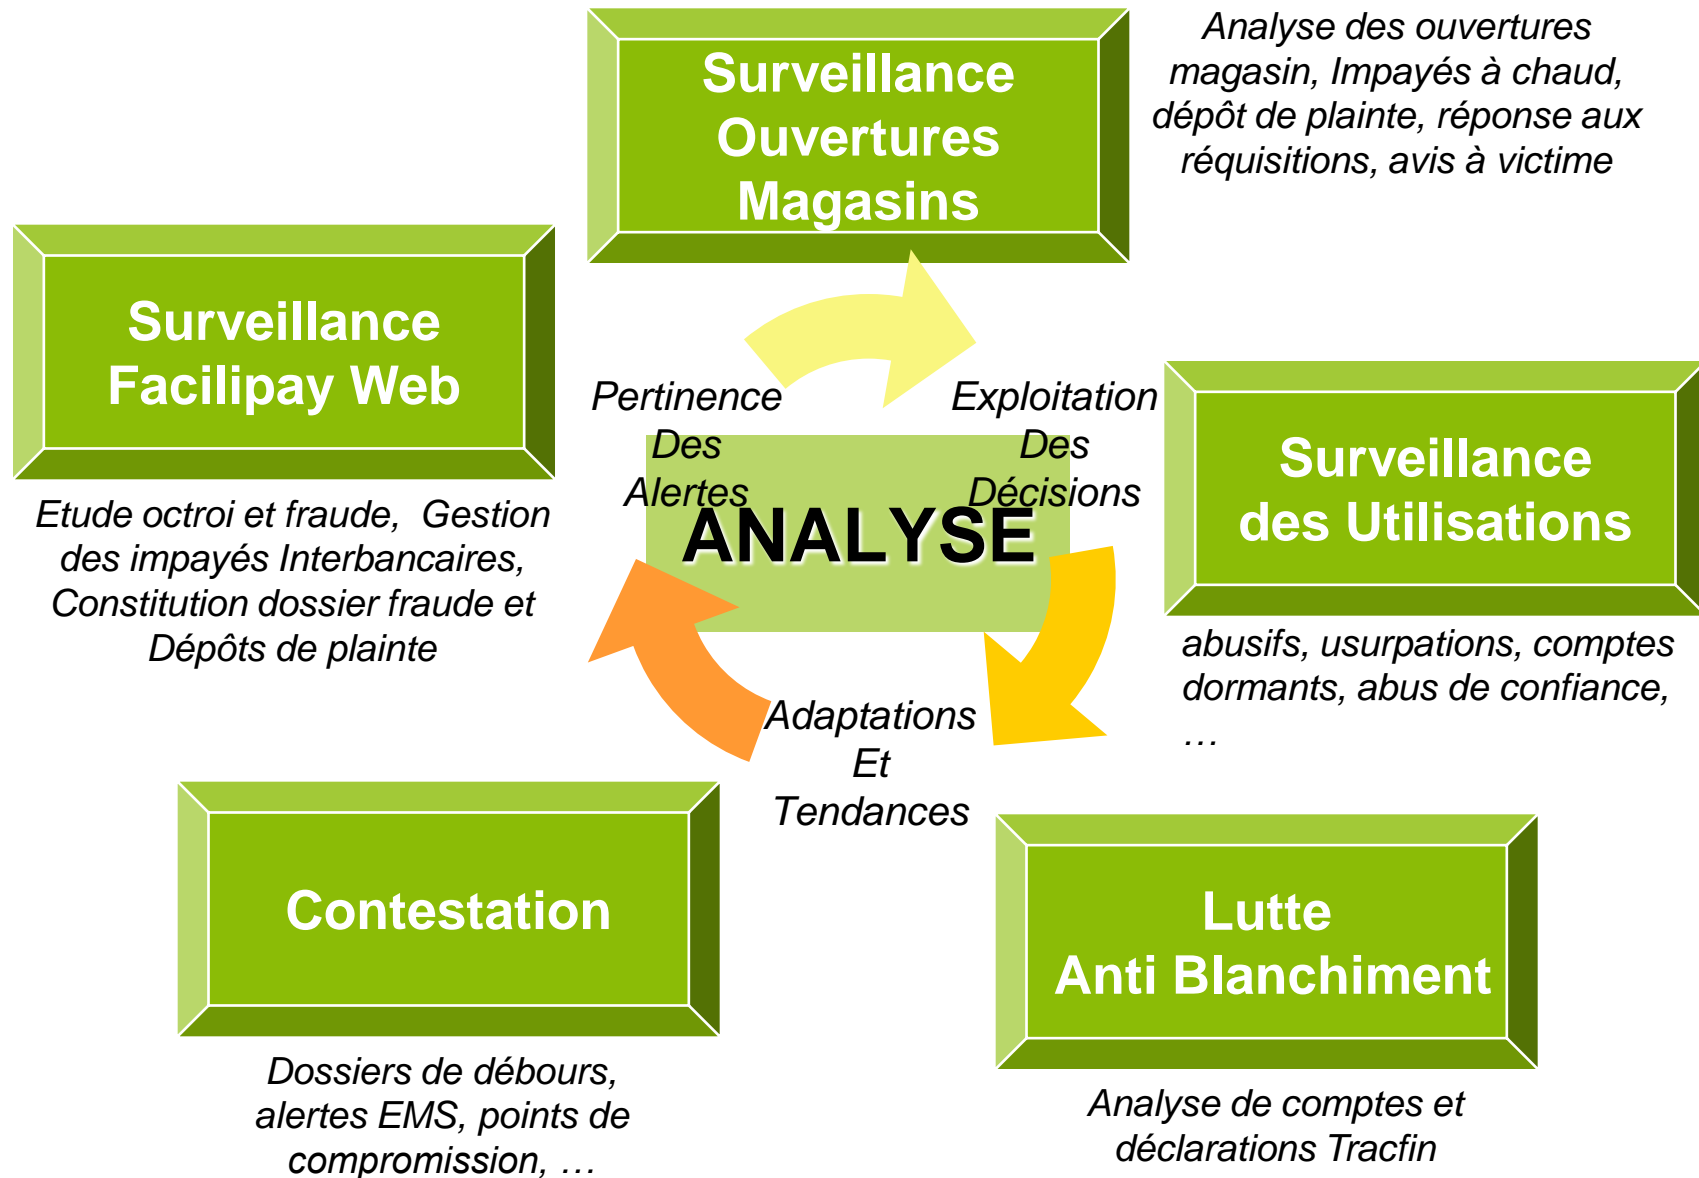 Surveillance
Ouvertures
Magasins
Analyse des ouvertures
magasin, Impayés à chaud,
dépôt de plainte, réponse aux
réquisitions, avis à victime
Surveillance
Facilipay Web
Etude octroi et fraude,  Gestion
des impayés Interbancaires,
Constitution dossier fraude et
Dépôts de plainte
Pertinence
Des
Alertes
Exploitation
Des
Décisions
ANALYSE
Surveillance
des Utilisations
abusifs, usurpations, comptes
dormants, abus de confiance,
…
Adaptations
Et
Tendances
Contestation
Dossiers de débours,
alertes EMS, points de
compromission, …
Lutte
Anti Blanchiment
Analyse de comptes et
déclarations Tracfin